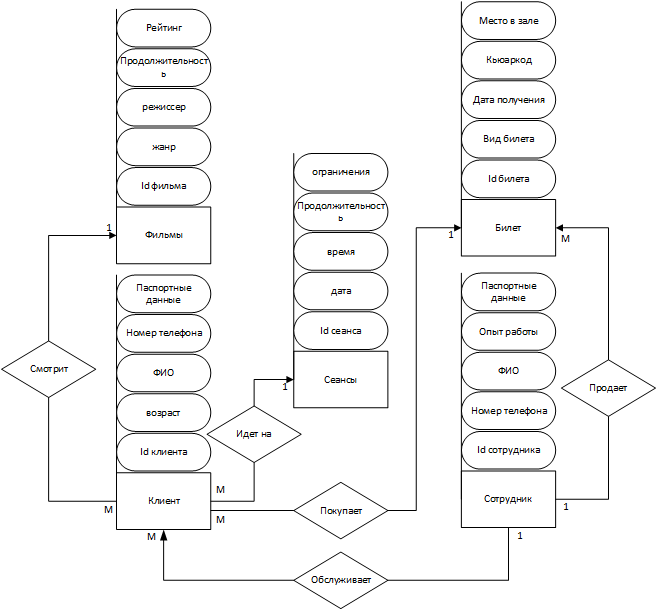 Рейтинг
Продолжительност
ь
режиссер
жанр
Id фильма
Фильмы
1
Паспортные
данные
Номер телефона
ФИО
возраст
Id клиента
Клиент
М
М
М
М
Смотрит
ограничения
Продолжительност
ь
время
дата
Id сеанса
Сеансы
1
Идет на
Покупает
Обслуживает
Место в зале
Кьюаркод
Дата получения
Вид билета
Id билета
Билет
1
М
Паспортные
данные
Опыт работы
ФИО
Номер телефона
Id сотрудника
Сотрудник
1
1
Продает